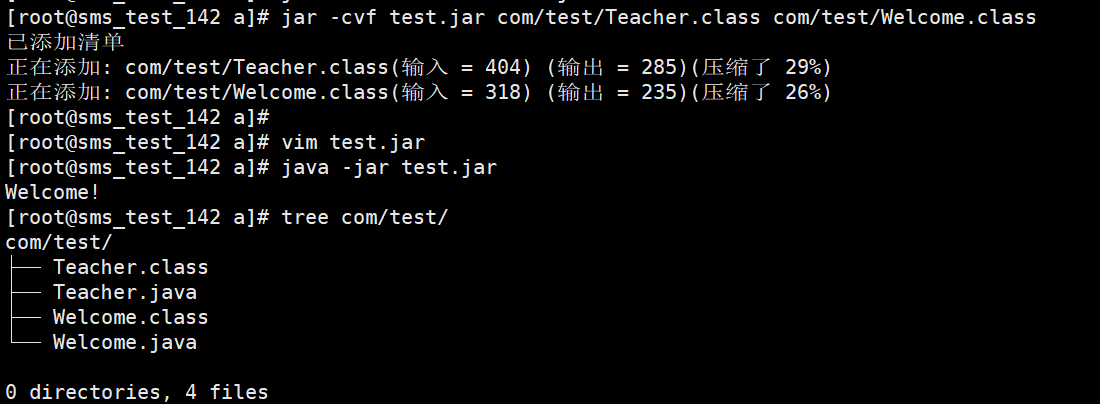 [root@sms_test_142 a]# jar -cvf test.jar com/test/Teacher.class com/test/Welcome.class
已添加清单
正在添加: com/test/Teacher.class(输入 = 404) (输出 = 285)(压缩了 29%)
正在添加: com/test/Welcome.class(输入 = 318) (输出 = 235)(压缩了 26%)
[root@sms_test_142 a]#
[root@sms_test_142 a]# vim test.jar
[root@sms_test_142 a]# java -jar test.jar
Welcome!
[root@sms_test_142 a]# tree com/test/
com/test/
├── Teacher.class
├── Teacher.java
├── Welcome.class
└── Welcome.java
0 directories, 4 files